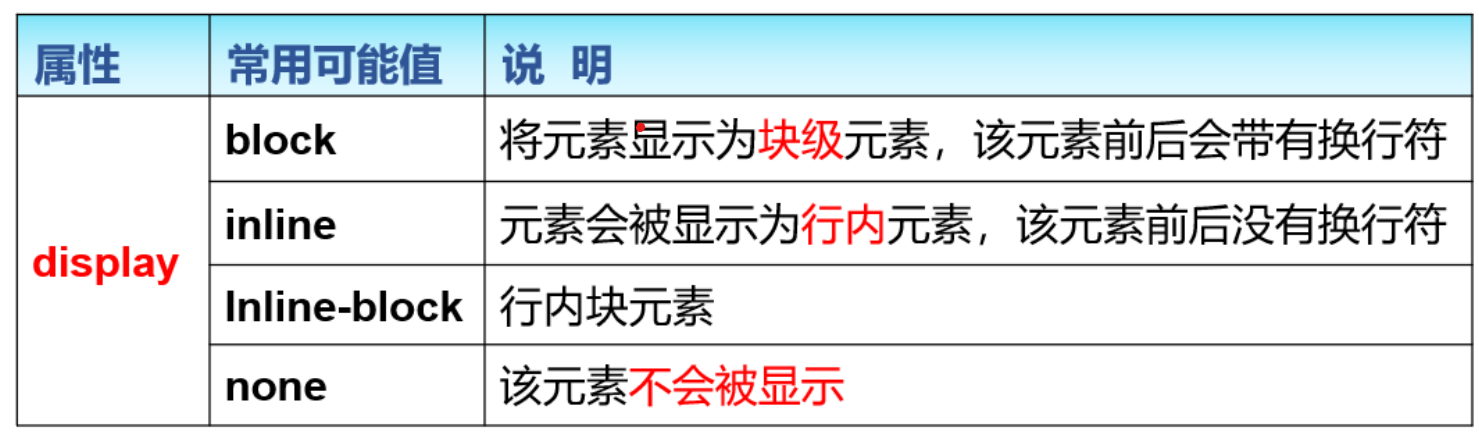 属性 常用可能值 说 明
block 将元素显示为块级元素，该元素前后会带有换行符
inline 元素会被显示为行内元素，该元素前后没有换行符
display
Inline-block 行内块元素
none 该元素不会被显示